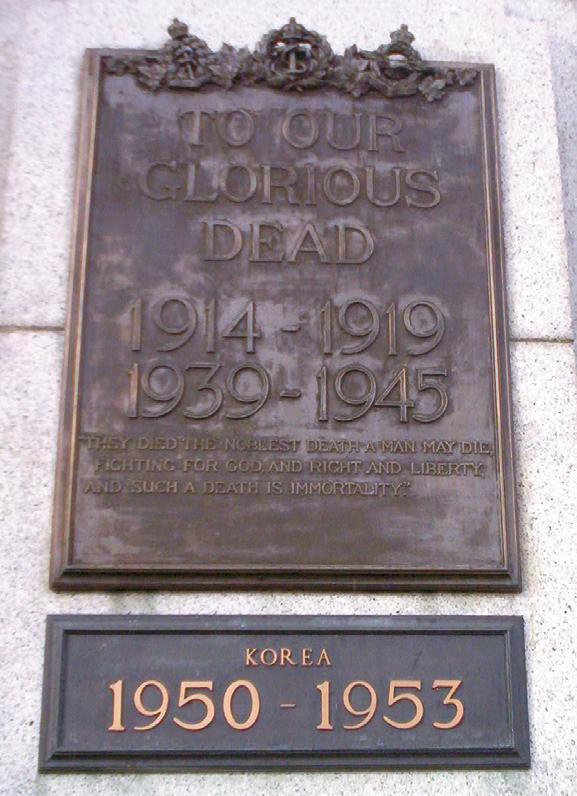 TO OUR
GLORIOUS
DEAD
1914 - 1919
1939 - 1945
"THEY DIED THE NOBLEST DEATH A MAN MAY DIE,
FIGHTING FOR GOD, AND RIGHT AND LIBERTY,
AND SUCH A DEATH IS IMMORTALITY."
KOREA
1950 - 1953